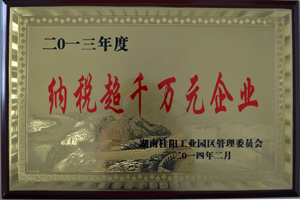 二〇一三年度
纳税超千万元企业
湖南桂阳工业园区管理委员会
二〇一四年二月